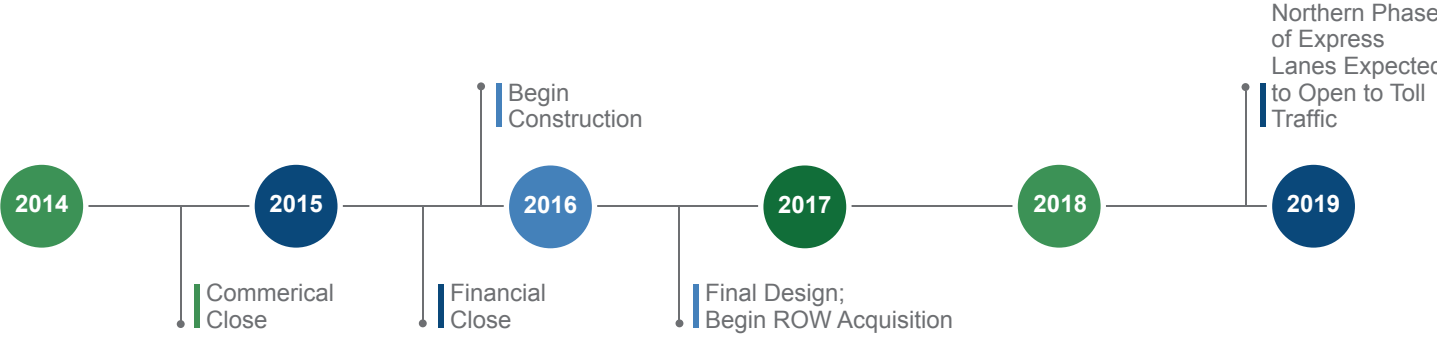 Northern Phase
of Express
Lanes Expected
to Open to Toll
Traffic
Begin
Construction
2014
2015
2016
2017
2018
2019
Commerical
Close
Financial
Close
Final Design;
Begin ROW Acquisition